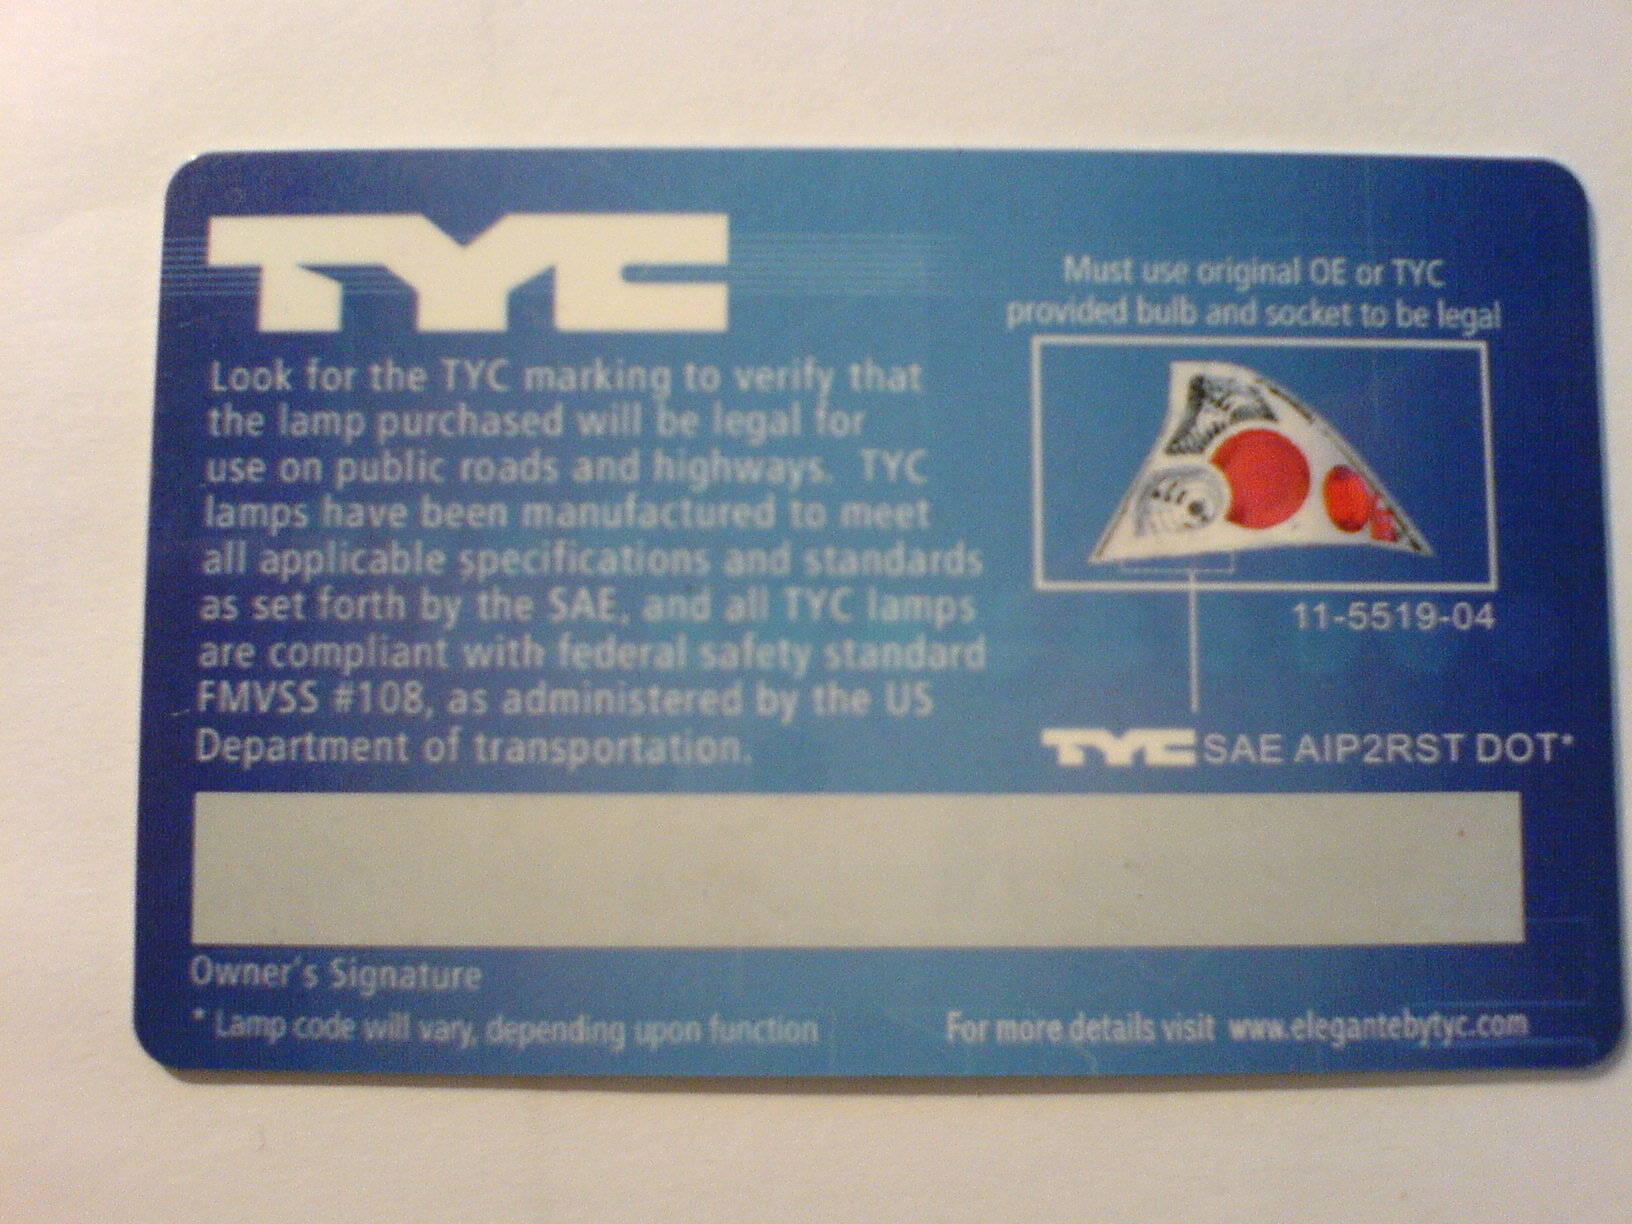 TYC
Look for the TYC marking to verify that
the lamp purchased will be legal for
use on public roads and highways. TYC
lamps have been manufactured to meet
all applicable specifications and standards
as set forth by the SAE, and all TYC lamps
are compliant with federal safety standard
FMVSS #108, as administered by the US
Department of transportation.
Must use original OE or TYC
provided bulb and socket to be legal
11-5519-04
TYC SAE AIP2RST DOT*
Owner's Signature
* Lamp code will vary, depending upon function
For more details visit www.elegantebytyc.com